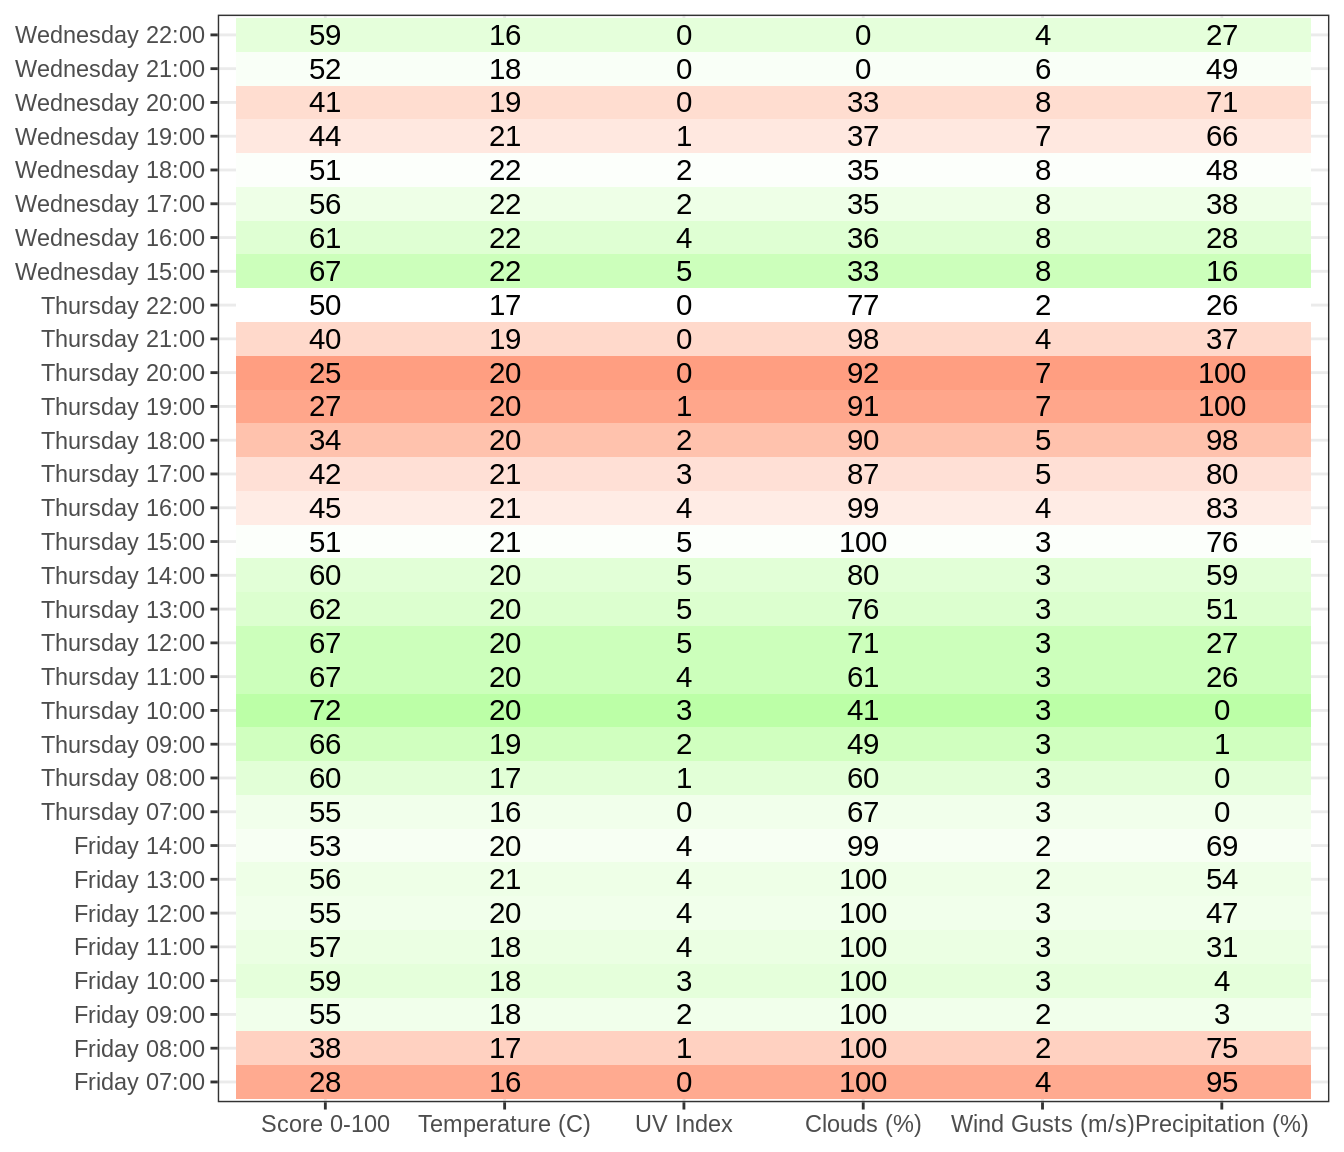 Wednesday 22:00 59 16 0 0 4 27
Wednesday 21:00 52 18 0 0 6 49
Wednesday 20:00 41 19 0 33 8 71
Wednesday 19:00 44 21 1 37 7 66
Wednesday 18:00 51 22 2 35 8 48
Wednesday 17:00 56 22 2 35 8 38
Wednesday 16:00 61 22 4 36 8 28
Wednesday 15:00 67 22 5 33 8 16
Thursday 22:00 50 17 0 77 2 26
Thursday 21:00 40 19 0 98 4 37
Thursday 20:00 25 20 0 92 7 100
Thursday 19:00 27 20 1 91 7 100
Thursday 18:00 34 20 2 90 5 98
Thursday 17:00 42 21 3 87 5 80
Thursday 16:00 45 21 4 99 4 83
Thursday 15:00 51 21 5 100 3 76
Thursday 14:00 60 20 5 80 3 59
Thursday 13:00 62 20 5 76 3 51
Thursday 12:00 67 20 5 71 3 27
Thursday 11:00 67 20 4 61 3 26
Thursday 10:00 72 20 3 41 3 0
Thursday 09:00 66 19 2 49 3 1
Thursday 08:00 60 17 1 60 3 0
Thursday 07:00 55 16 0 67 3 0
Friday 14:00 53 20 4 99 2 69
Friday 13:00 56 21 4 100 2 54
Friday 12:00 55 20 4 100 3 47
Friday 11:00 57 18 4 100 3 31
Friday 10:00 59 18 3 100 3 4
Friday 09:00 55 18 2 100 2 3
Friday 08:00 38 17 1 100 2 75
Friday 07:00 28 16 0 100 4 95
Score 0-100 Temperature (C) UV Index Clouds (%) Wind Gusts (m/s) Precipitation (%)